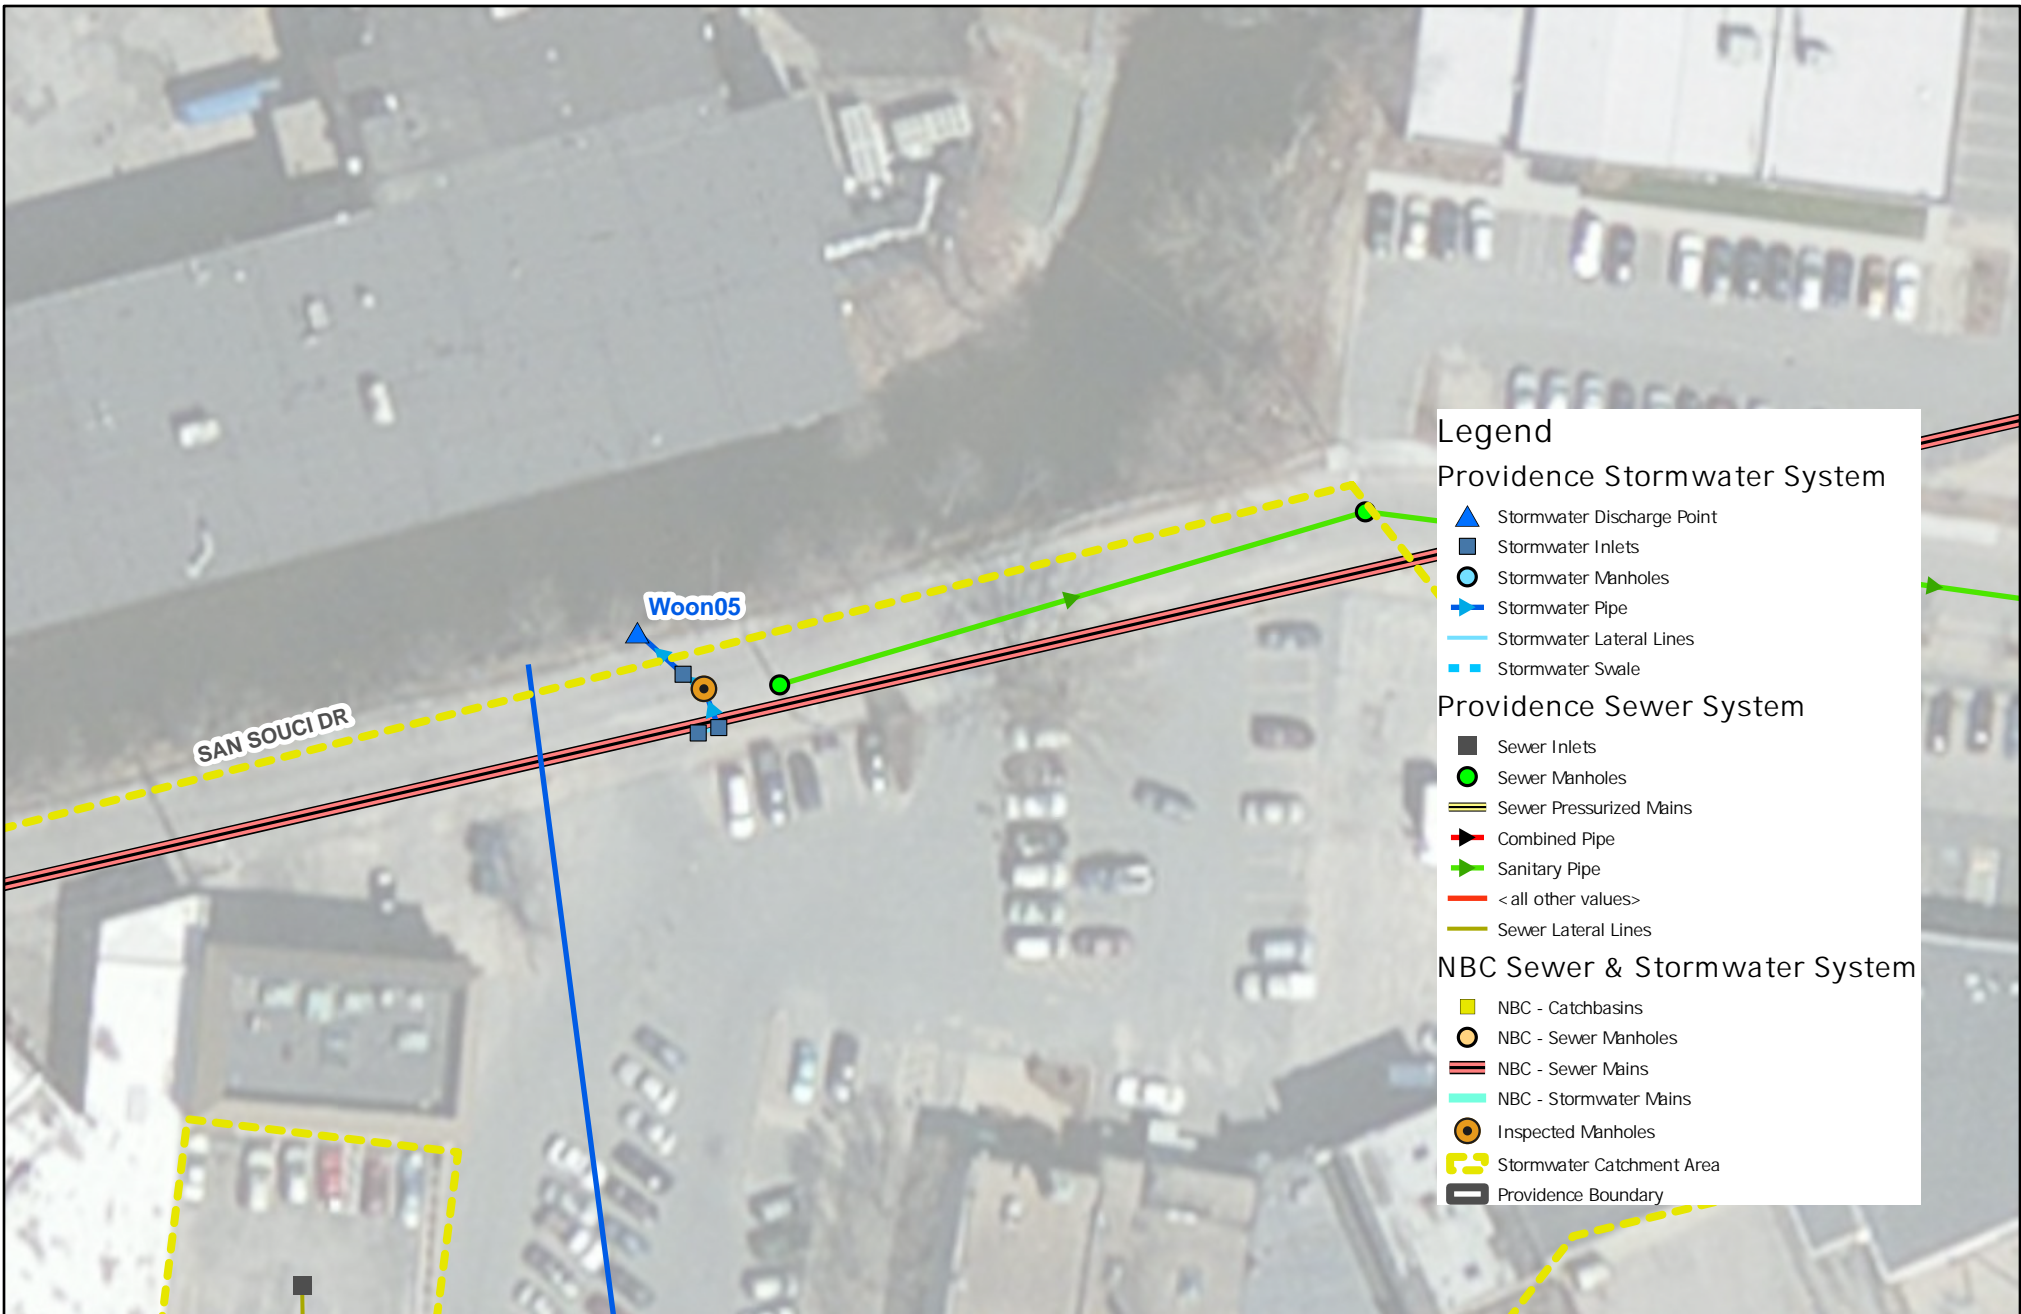 Woon05
SAN SOUCI DR
Legend
Providence Stormwater System
Stormwater Discharge Point
Stormwater Inlets
Stormwater Manholes
Stormwater Pipe
Stormwater Lateral Lines
Stormwater Swale
Providence Sewer System
Sewer Inlets
Sewer Manholes
Sewer Pressurized Mains
Combined Pipe
Sanitary Pipe
<all other values>
Sewer Lateral Lines
NBC Sewer & Stormwater System
NBC - Catchbasins
NBC - Sewer Manholes
NBC - Sewer Mains
NBC - Stormwater Mains
Inspected Manholes
Stormwater Catchment Area
Providence Boundary